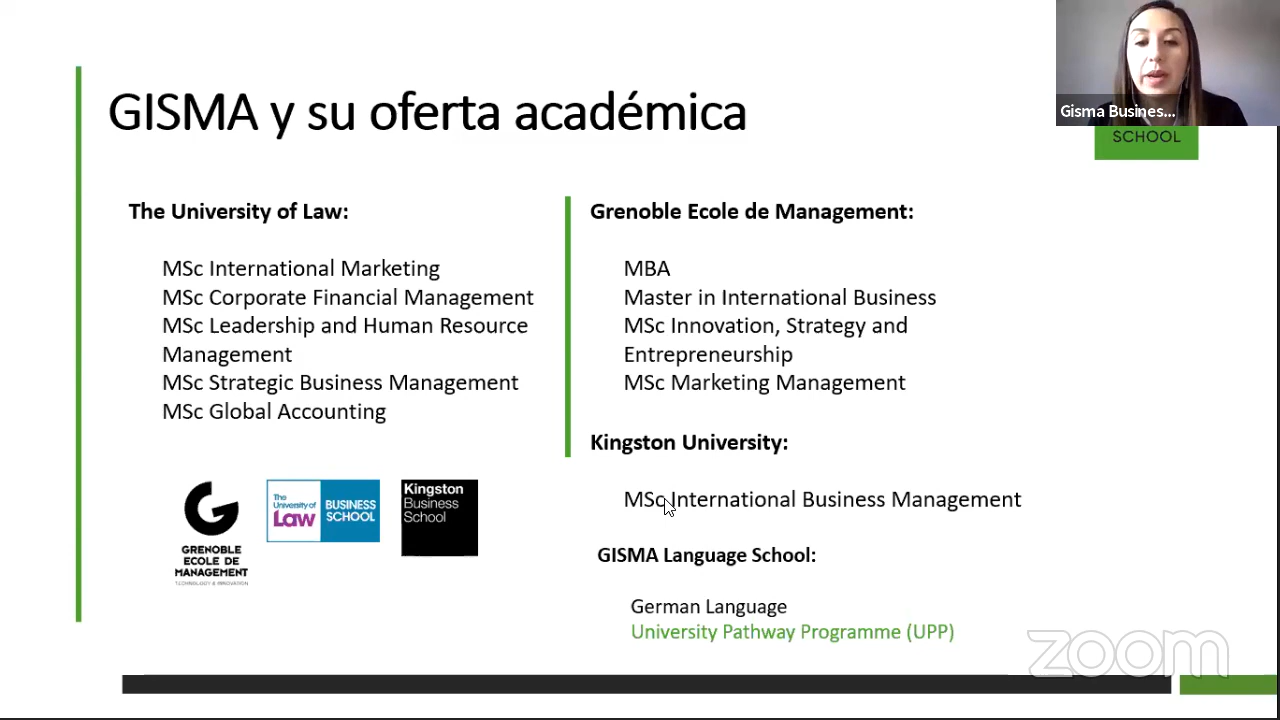 GISMA y su oferta académica
Gisma Busines...
SCHOOL
The University of Law:
MSc International Marketing
MSc Corporate Financial Management
MSc Leadership and Human Resource
Management
MSc Strategic Business Management
MSc Global Accounting
Grenoble Ecole de Management:
MBA
Master in International Business
MSc Innovation, Strategy and
Entrepreneurship
MSc Marketing Management
Kingston University:
MSc International Business Management
GISMA Language School:
German Language
University Pathway Programme (UPP)
GRENOBLE
ECOLE DE
MANAGEMENT
TECHNOLOGY & INNOVATION
The
University of
Law
BUSINESS
SCHOOL
Kingston
Business
School
zoom